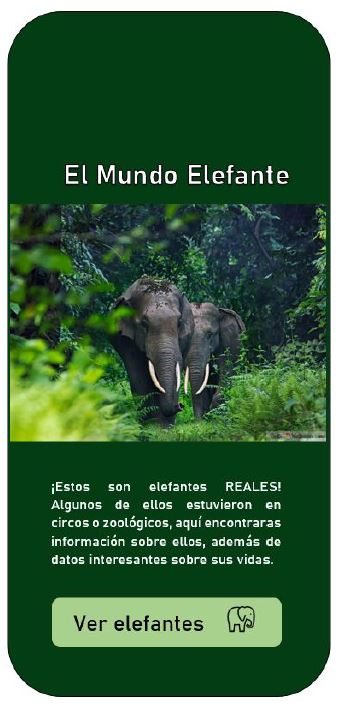 El Mundo Elefante
¡Estos son elefantes REALES!
Algunos de ellos estuvieron en
circos o zoológicos, aquí encontraras
información sobre ellos, además de
datos interesantes sobre sus vidas.
Ver elefantes